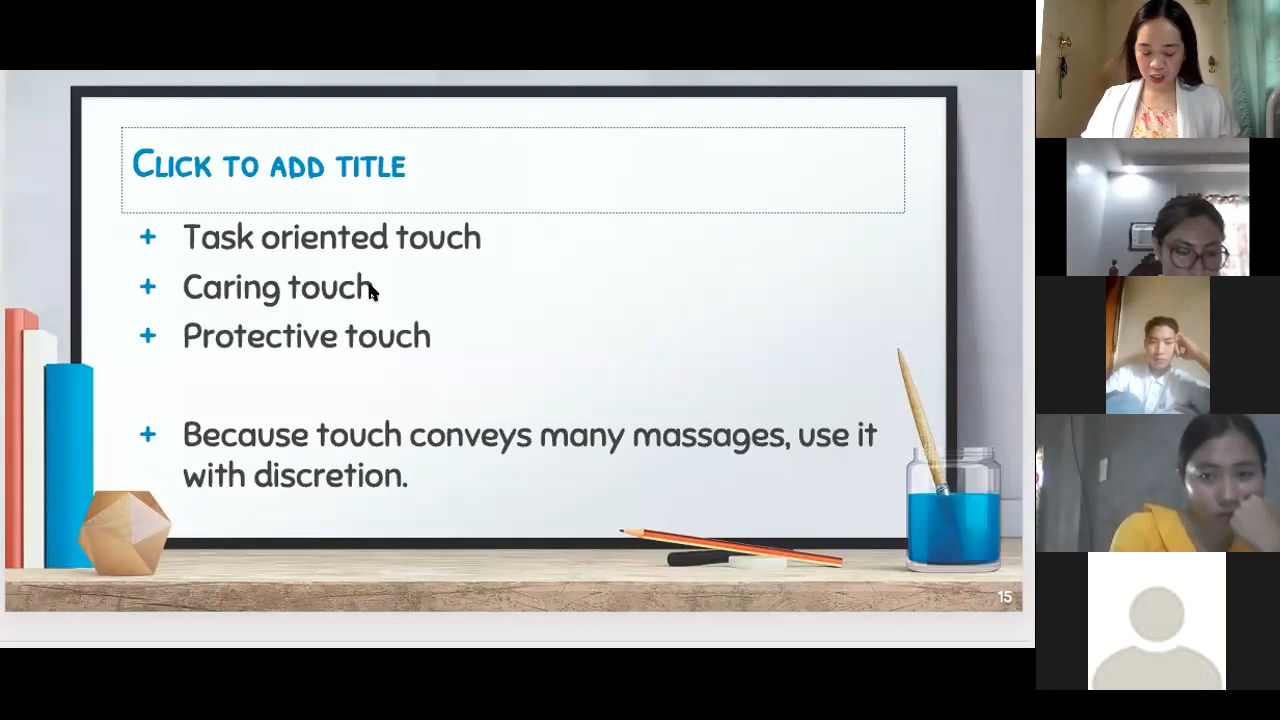 Click to add title
+ Task oriented touch
+ Caring touch
+ Protective touch
+ Because touch conveys many massages, use it
with discretion.
15